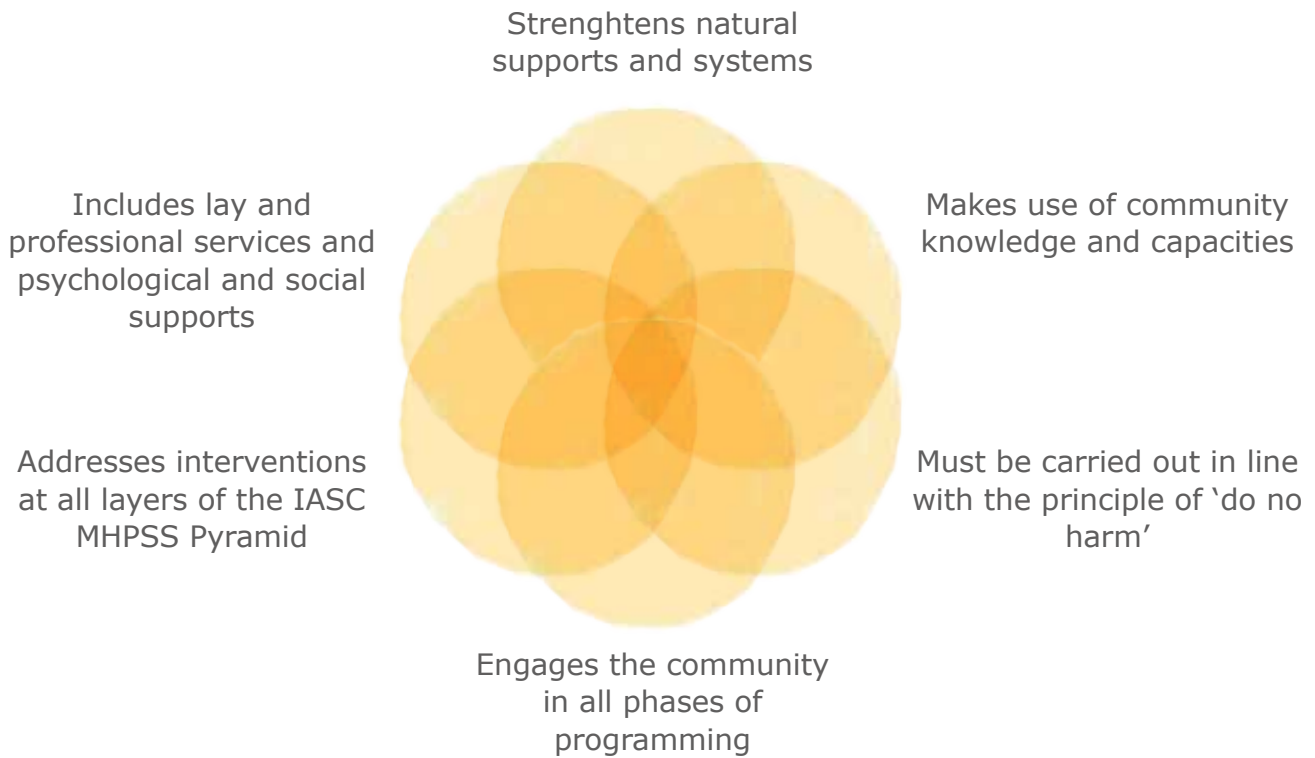 Strenghtens natural
supports and systems
Includes lay and
professional services and
psychological and social
supports
Makes use of community
knowledge and capacities
Addresses interventions
at all layers of the IASC
MHPSS Pyramid
Must be carried out in line
with the principle of ‘do no
harm’
Engages the community
in all phases of
programming